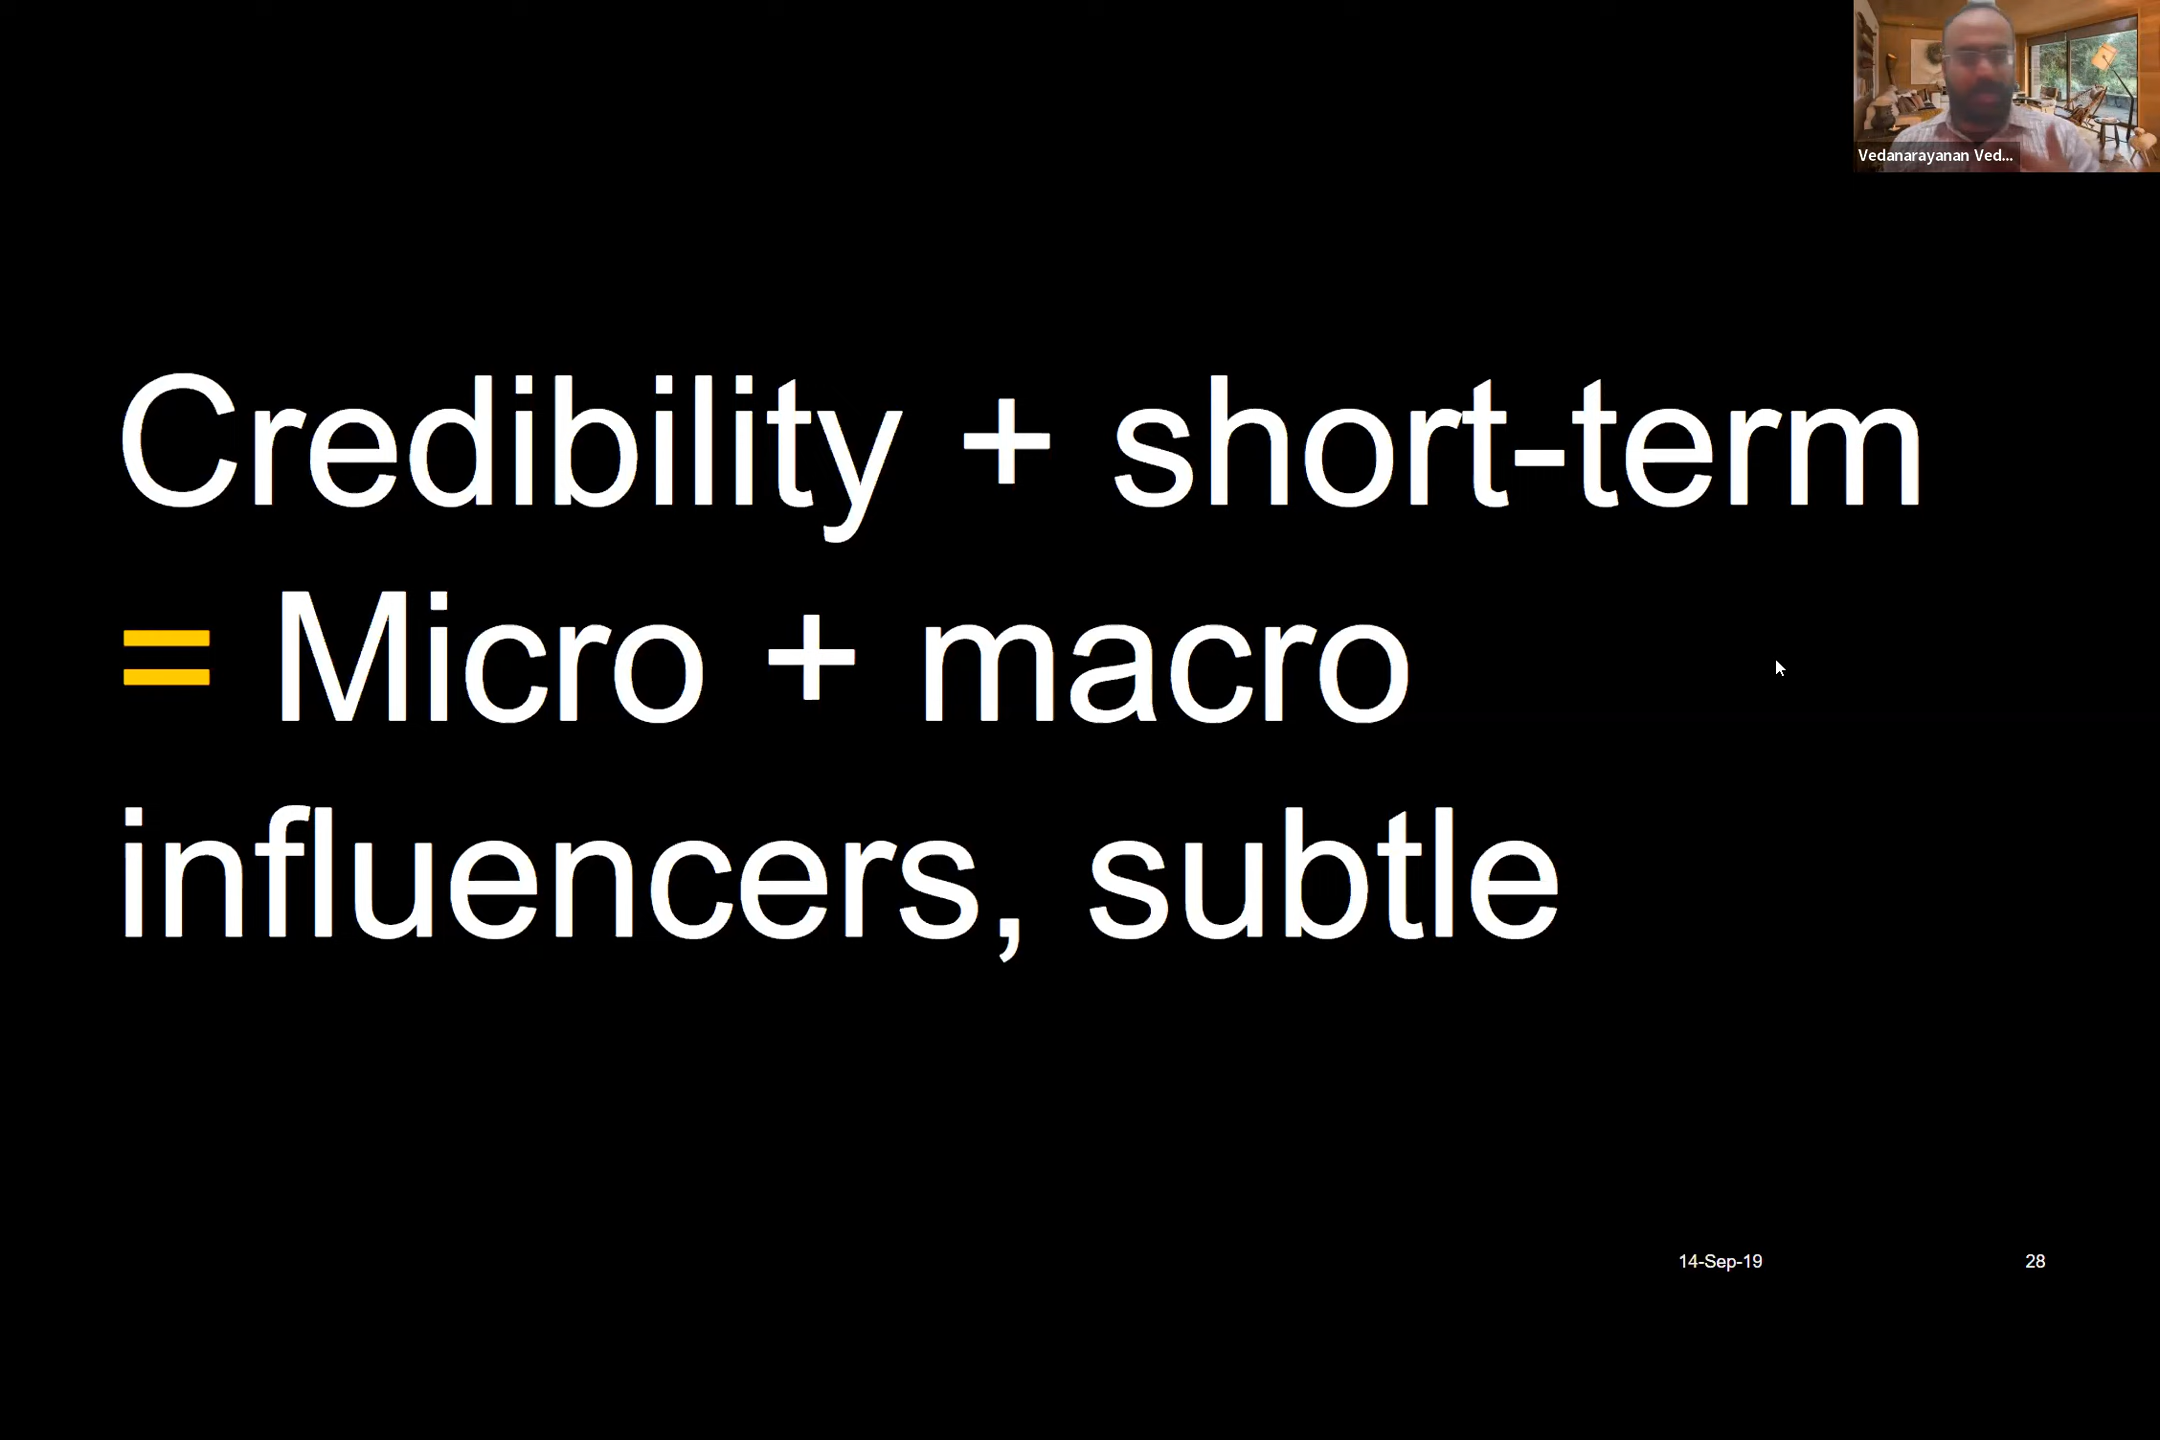 Vedanarayanan Ved...
Credibility + short-term
= Micro + macro
influencers, subtle
14-Sep-19
28